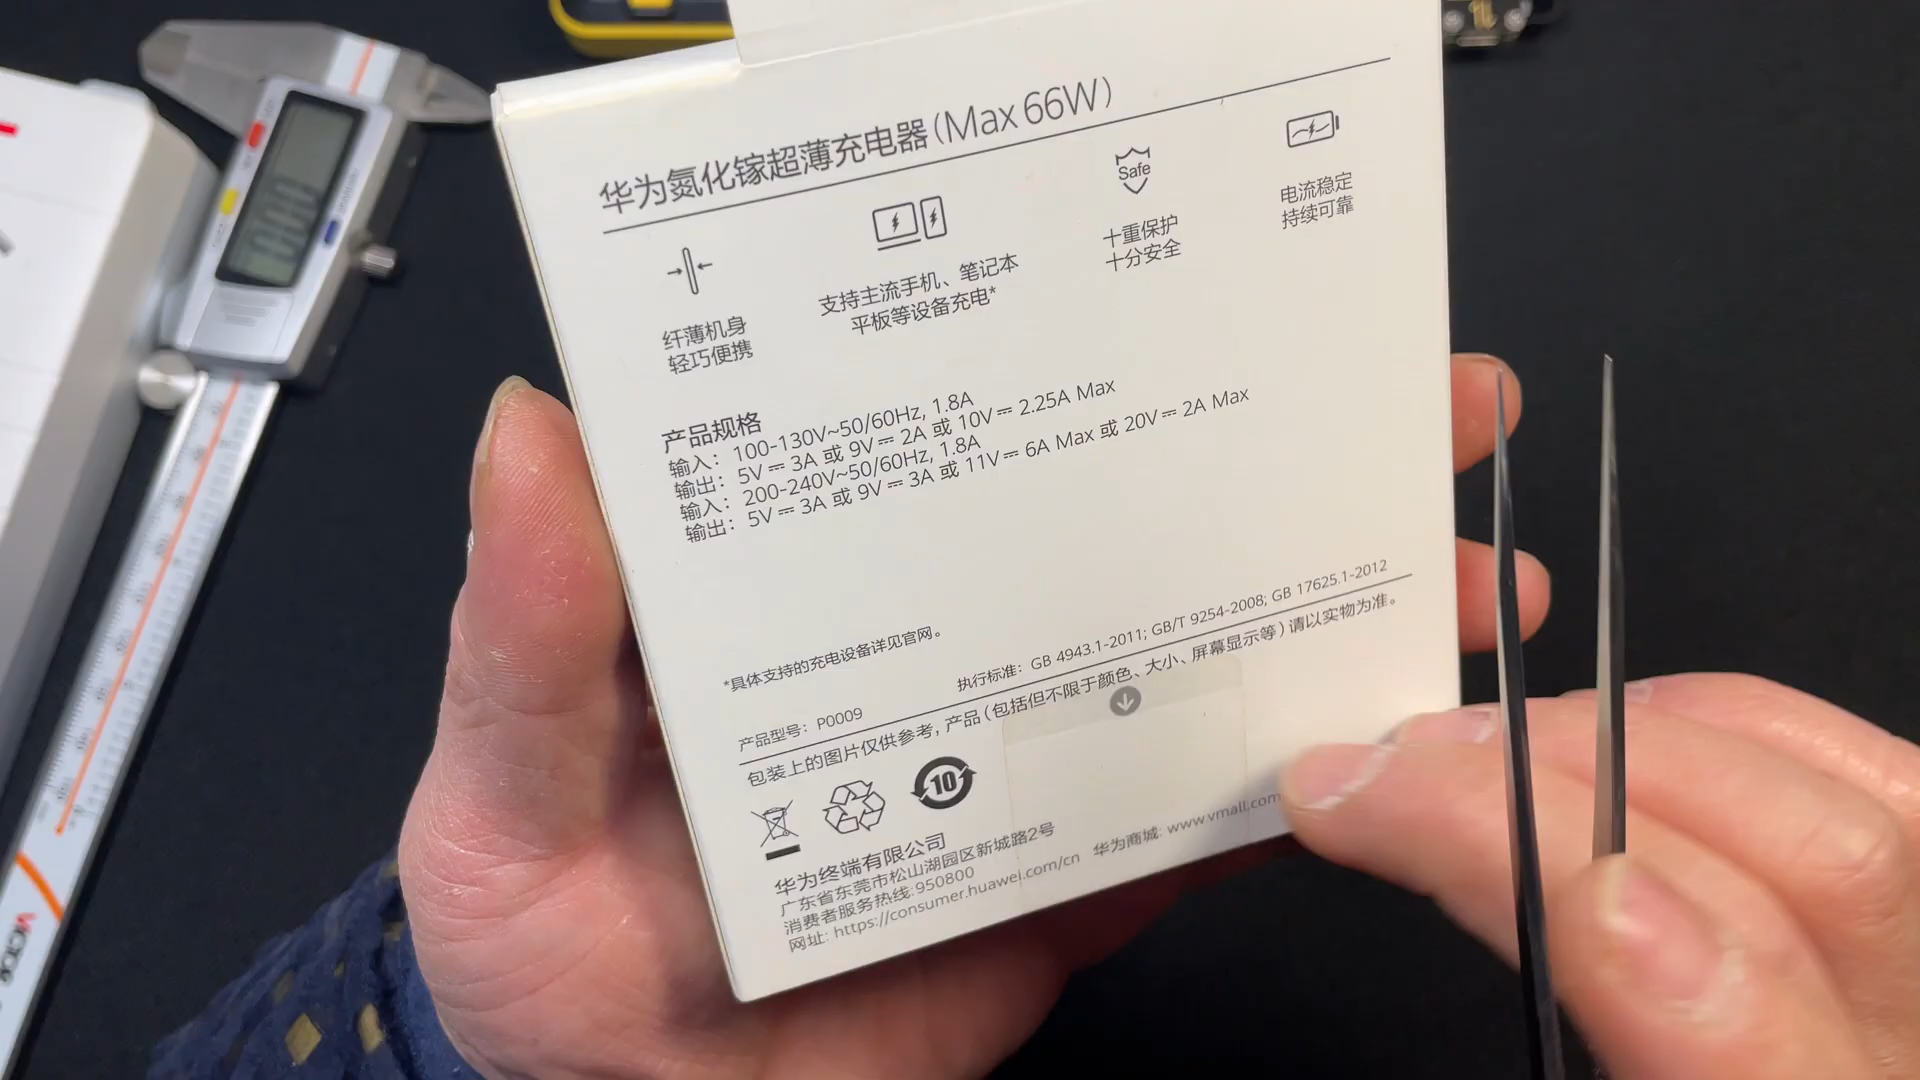 华为氮化镓超薄充电器(Max 66W)
纤薄机身
轻巧便携
支持主流手机、笔记本
平板等设备充电*
Safe
十重保护
十分安全
电流稳定
持续可靠
产品规格
输入：100-130V~50/60Hz, 1.8A
输出：5V⎓3A 或 9V⎓2A 或 10V⎓2.25A Max
输入：200-240V~50/60Hz, 1.8A
输出：5V⎓3A 或 9V⎓3A 或 11V⎓6A Max 或 20V⎓2A Max
*具体支持的充电设备详见官网。
执行标准：GB 4943.1-2011; GB/T 9254-2008; GB 17625.1-2012
产品型号：P0009
包装上的图片仅供参考，产品（包括但不限于颜色、大小、屏幕显示等）请以实物为准。
10
华为终端有限公司
广东省东莞市松山湖园区新城路2号
消费者服务热线:950800
网址: https://consumer.huawei.com/cn 华为商城: www.vmall.com
VICTOR